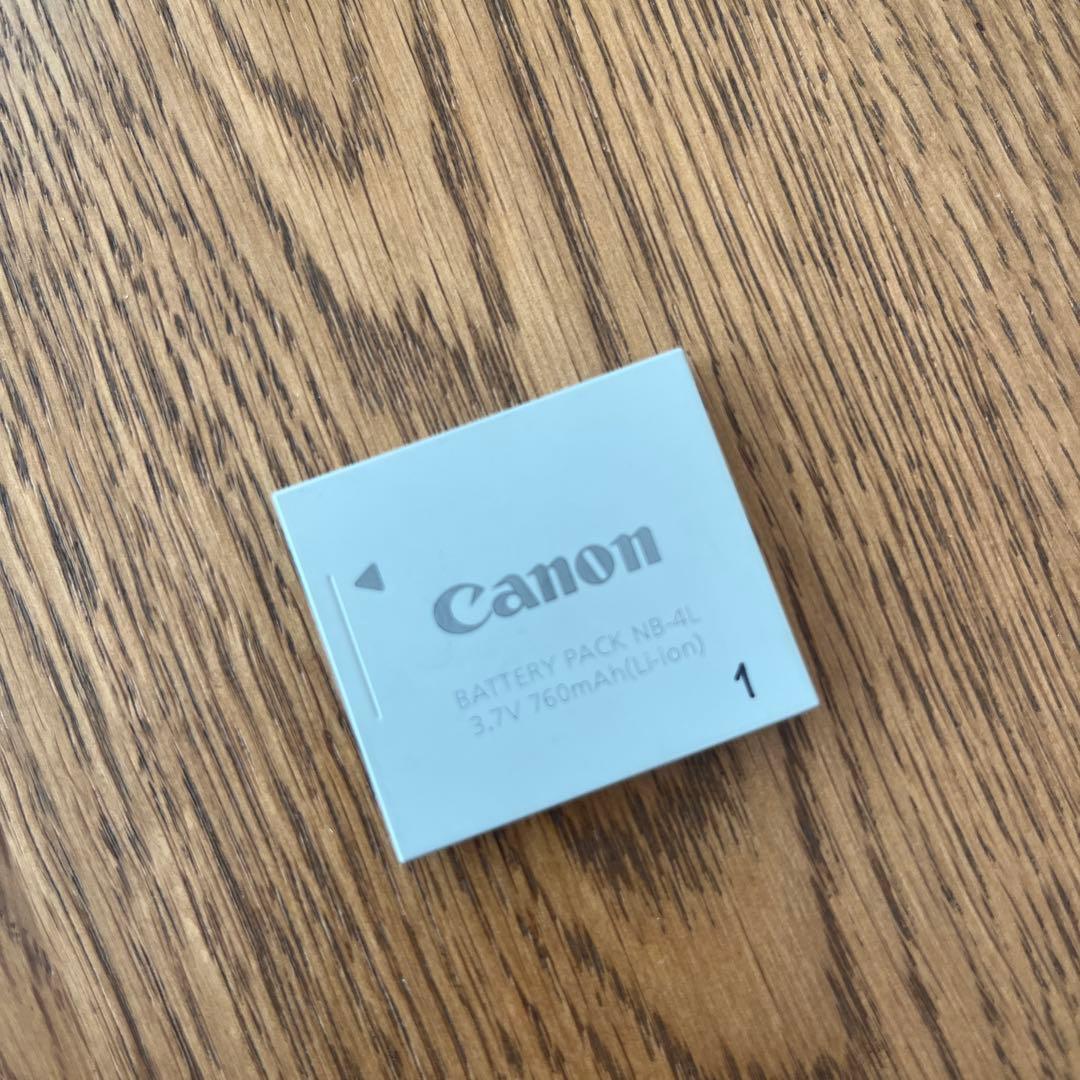 Canon
BATTERY PACK NB-4L
3.7V 760mAh(Li-ion)
1